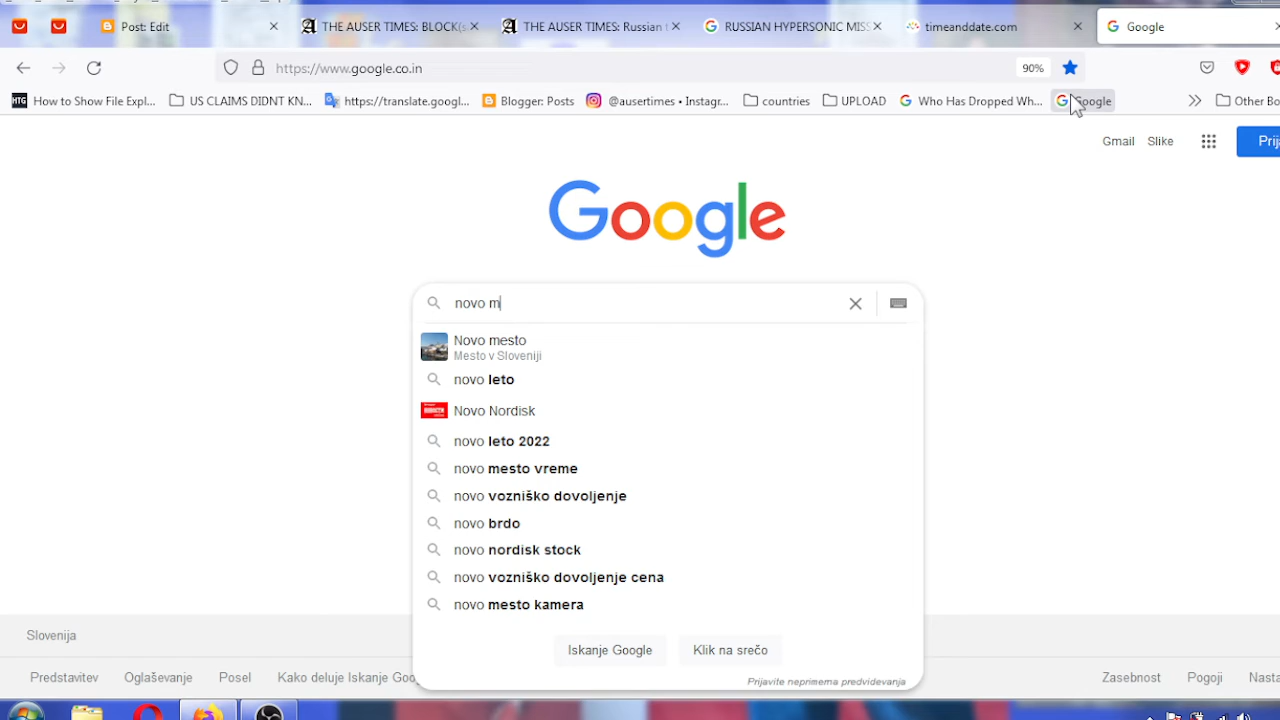 Post: Edit
THE AUSER TIMES BLOCK
THE AUSERTIMES: Russian
RUSSIAN HYPERSONIC MISS
timeanddate.com
Google
https://www.google.co.in
90%
HTG How to Show File Expl...
US CLAIMS DIDNT KN...
https://translate.googl...
Blogger: Posts
@ausertimes • Instagr...
countries
UPLOAD
Who Has Dropped Wh...
Google
Other Bo
Gmail Slike
Prij
Google
novo m
Novo mesto
Mesto v Sloveniji
novo leto
Novo Nordisk
novo leto 2022
novo mesto vreme
novo vozniško dovoljenje
novo brdo
novo nordisk stock
novo vozniško dovoljenje cena
novo mesto kamera
Iskanje Google Klik na srečo
Prijavite neprimerna predvidevanja
Slovenija
Predstavitev Oglaševanje Posel Kako deluje Iskanje Goo
Zasebnost Pogoji Nasta